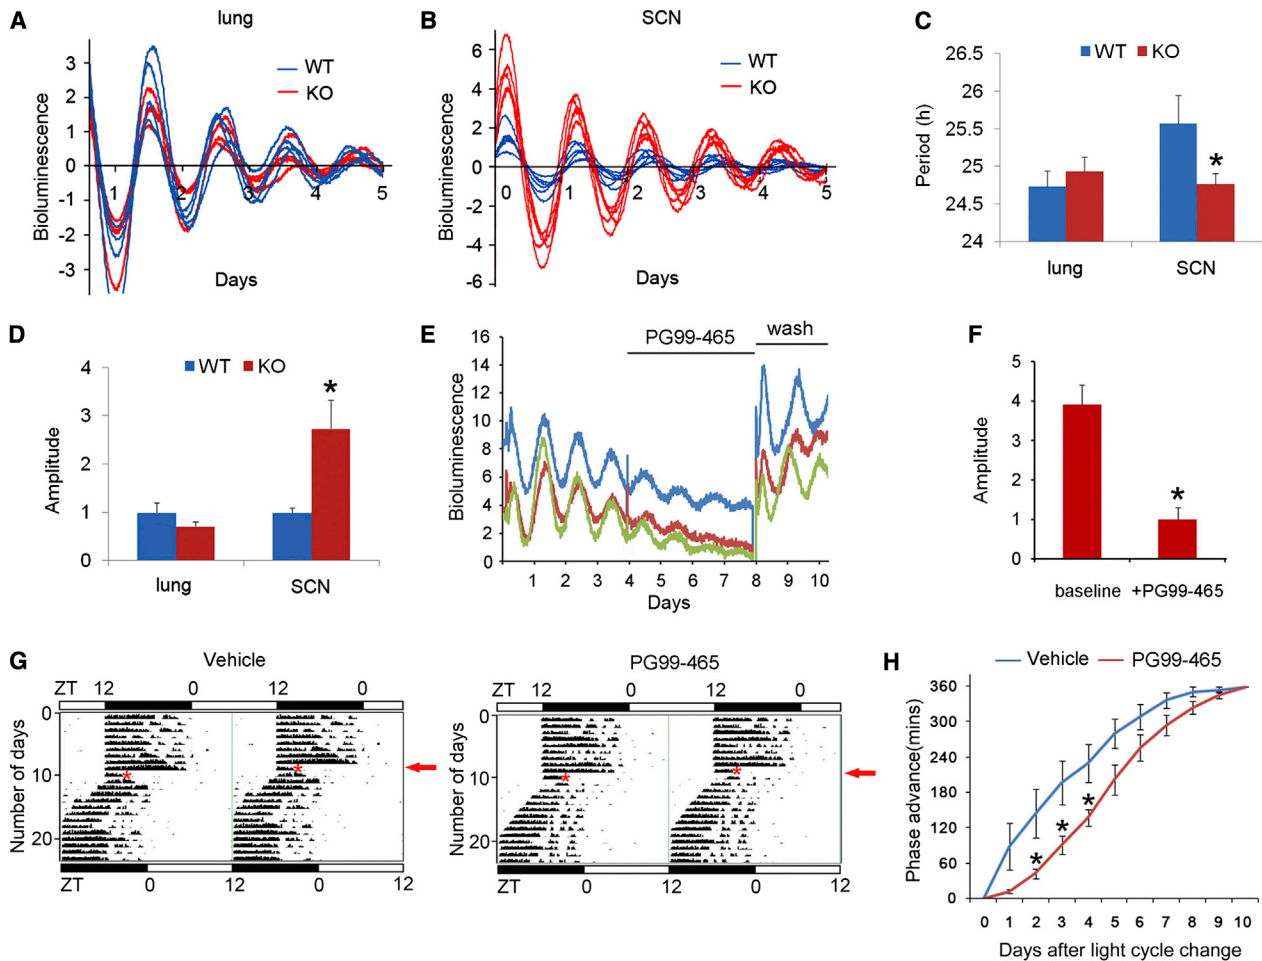 A
lung
WT
KO
Bioluminescence
3
2
1
0
-1
-2
-3
1
2
3
4
5
Days
B
SCN
WT
KO
Bioluminescence
6
4
2
0
-2
-4
-6
0
1
2
3
4
5
Days
C
WT KO
Period (h)
26.5
26
25.5
25
24.5
24
*
lung SCN
D
WT KO
Amplitude
4
3
2
1
0
*
lung SCN
E
PG99-465
wash
Bioluminescence
16
14
12
10
8
6
4
2
0
1 2 3 4 5 6 7 8 9 10
Days
F
Amplitude
5
4
3
2
1
0
*
baseline +PG99-465
G
Vehicle
ZT 12 0 12 0
Number of days
0
10
20
*
*
ZT 0 12 0 12
PG99-465
ZT 12 0 12 0
Number of days
0
10
20
*
*
ZT 0 12 0 12
H
Vehicle PG99-465
Phase advance(mins)
360
300
240
180
120
60
0
*
*
*
0 1 2 3 4 5 6 7 8 9 10
Days after light cycle change